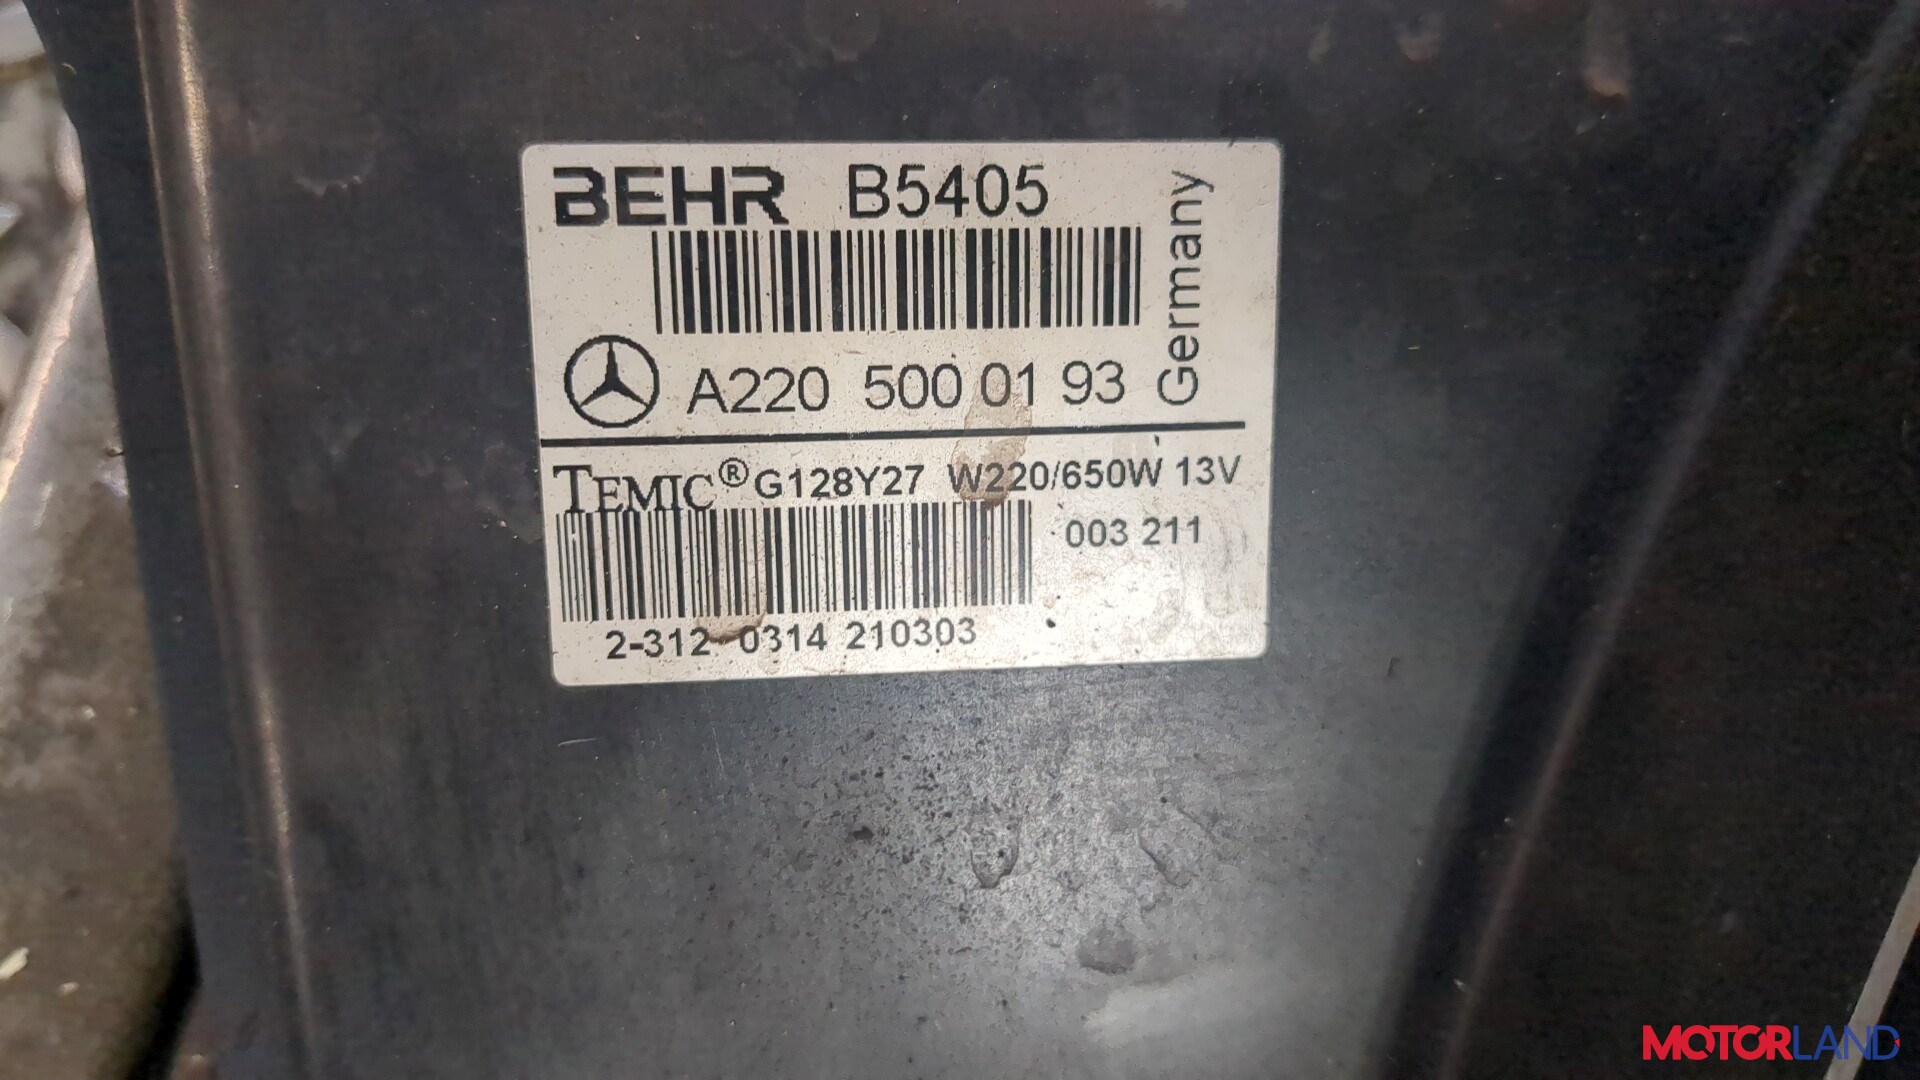 BEHR B5405
Germany
A220 500 01 93
TEMIC® G128Y27 W220/650W 13V
003 211
2-312 0314 210303
MOTORLAND